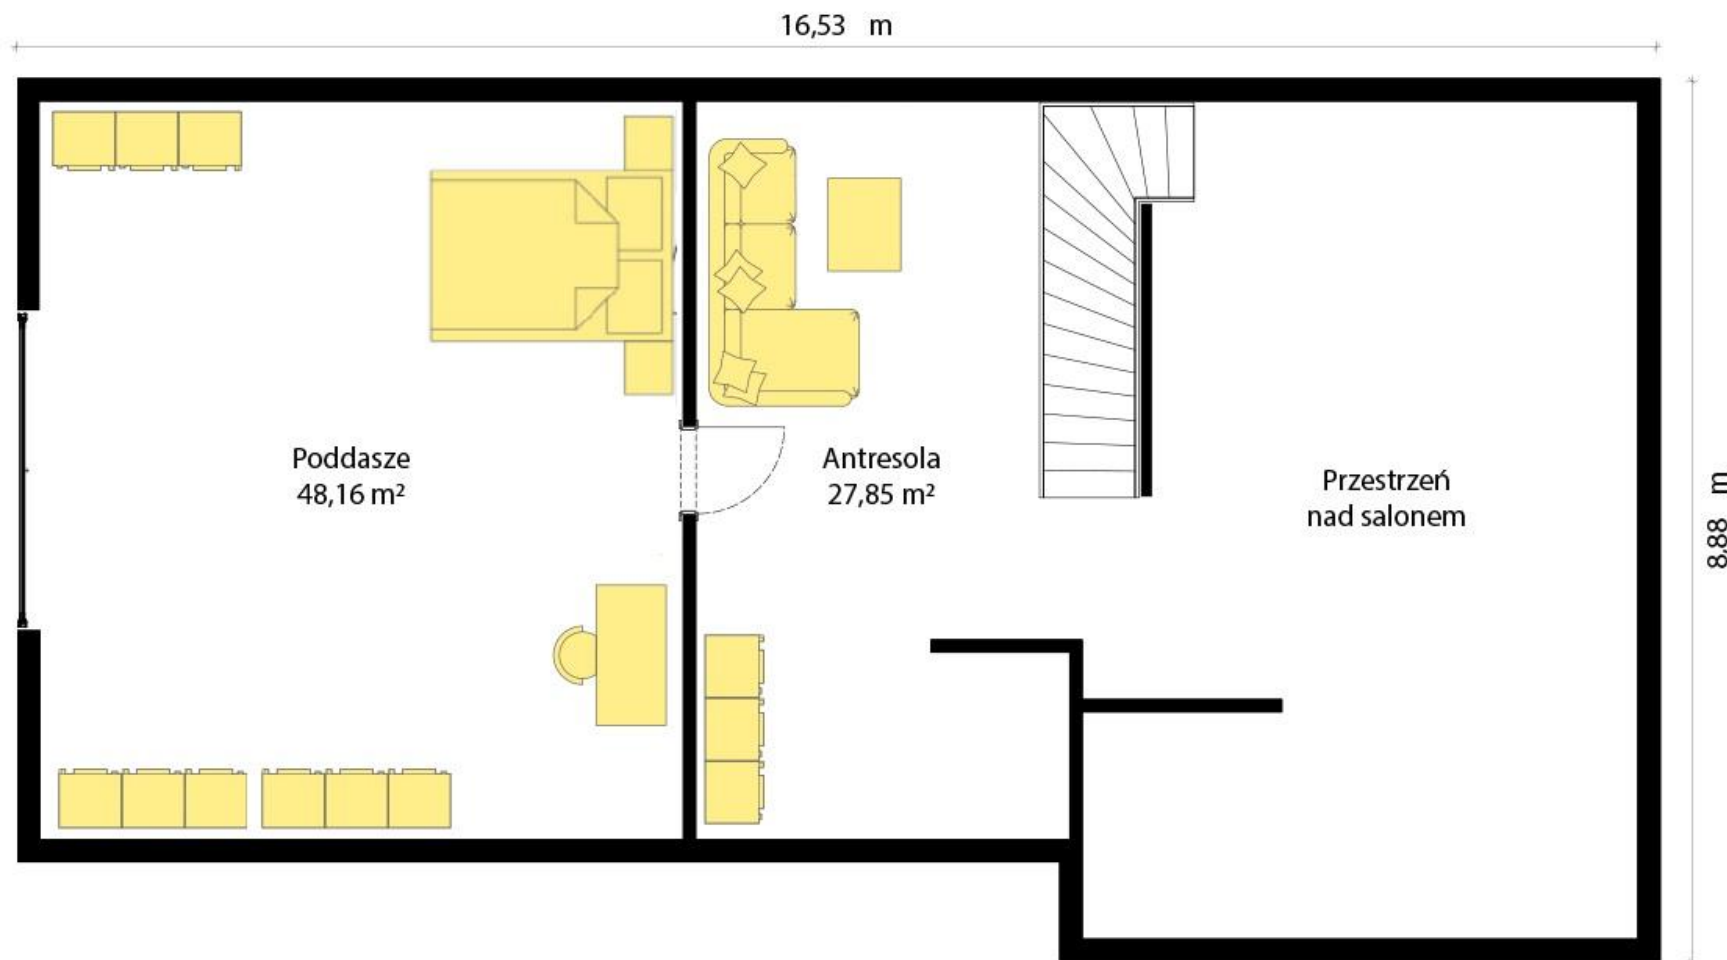 16,53 m
Poddasze
48,16 m²
Antresola
27,85 m²
Przestrzeń
nad salonem
8,88 m